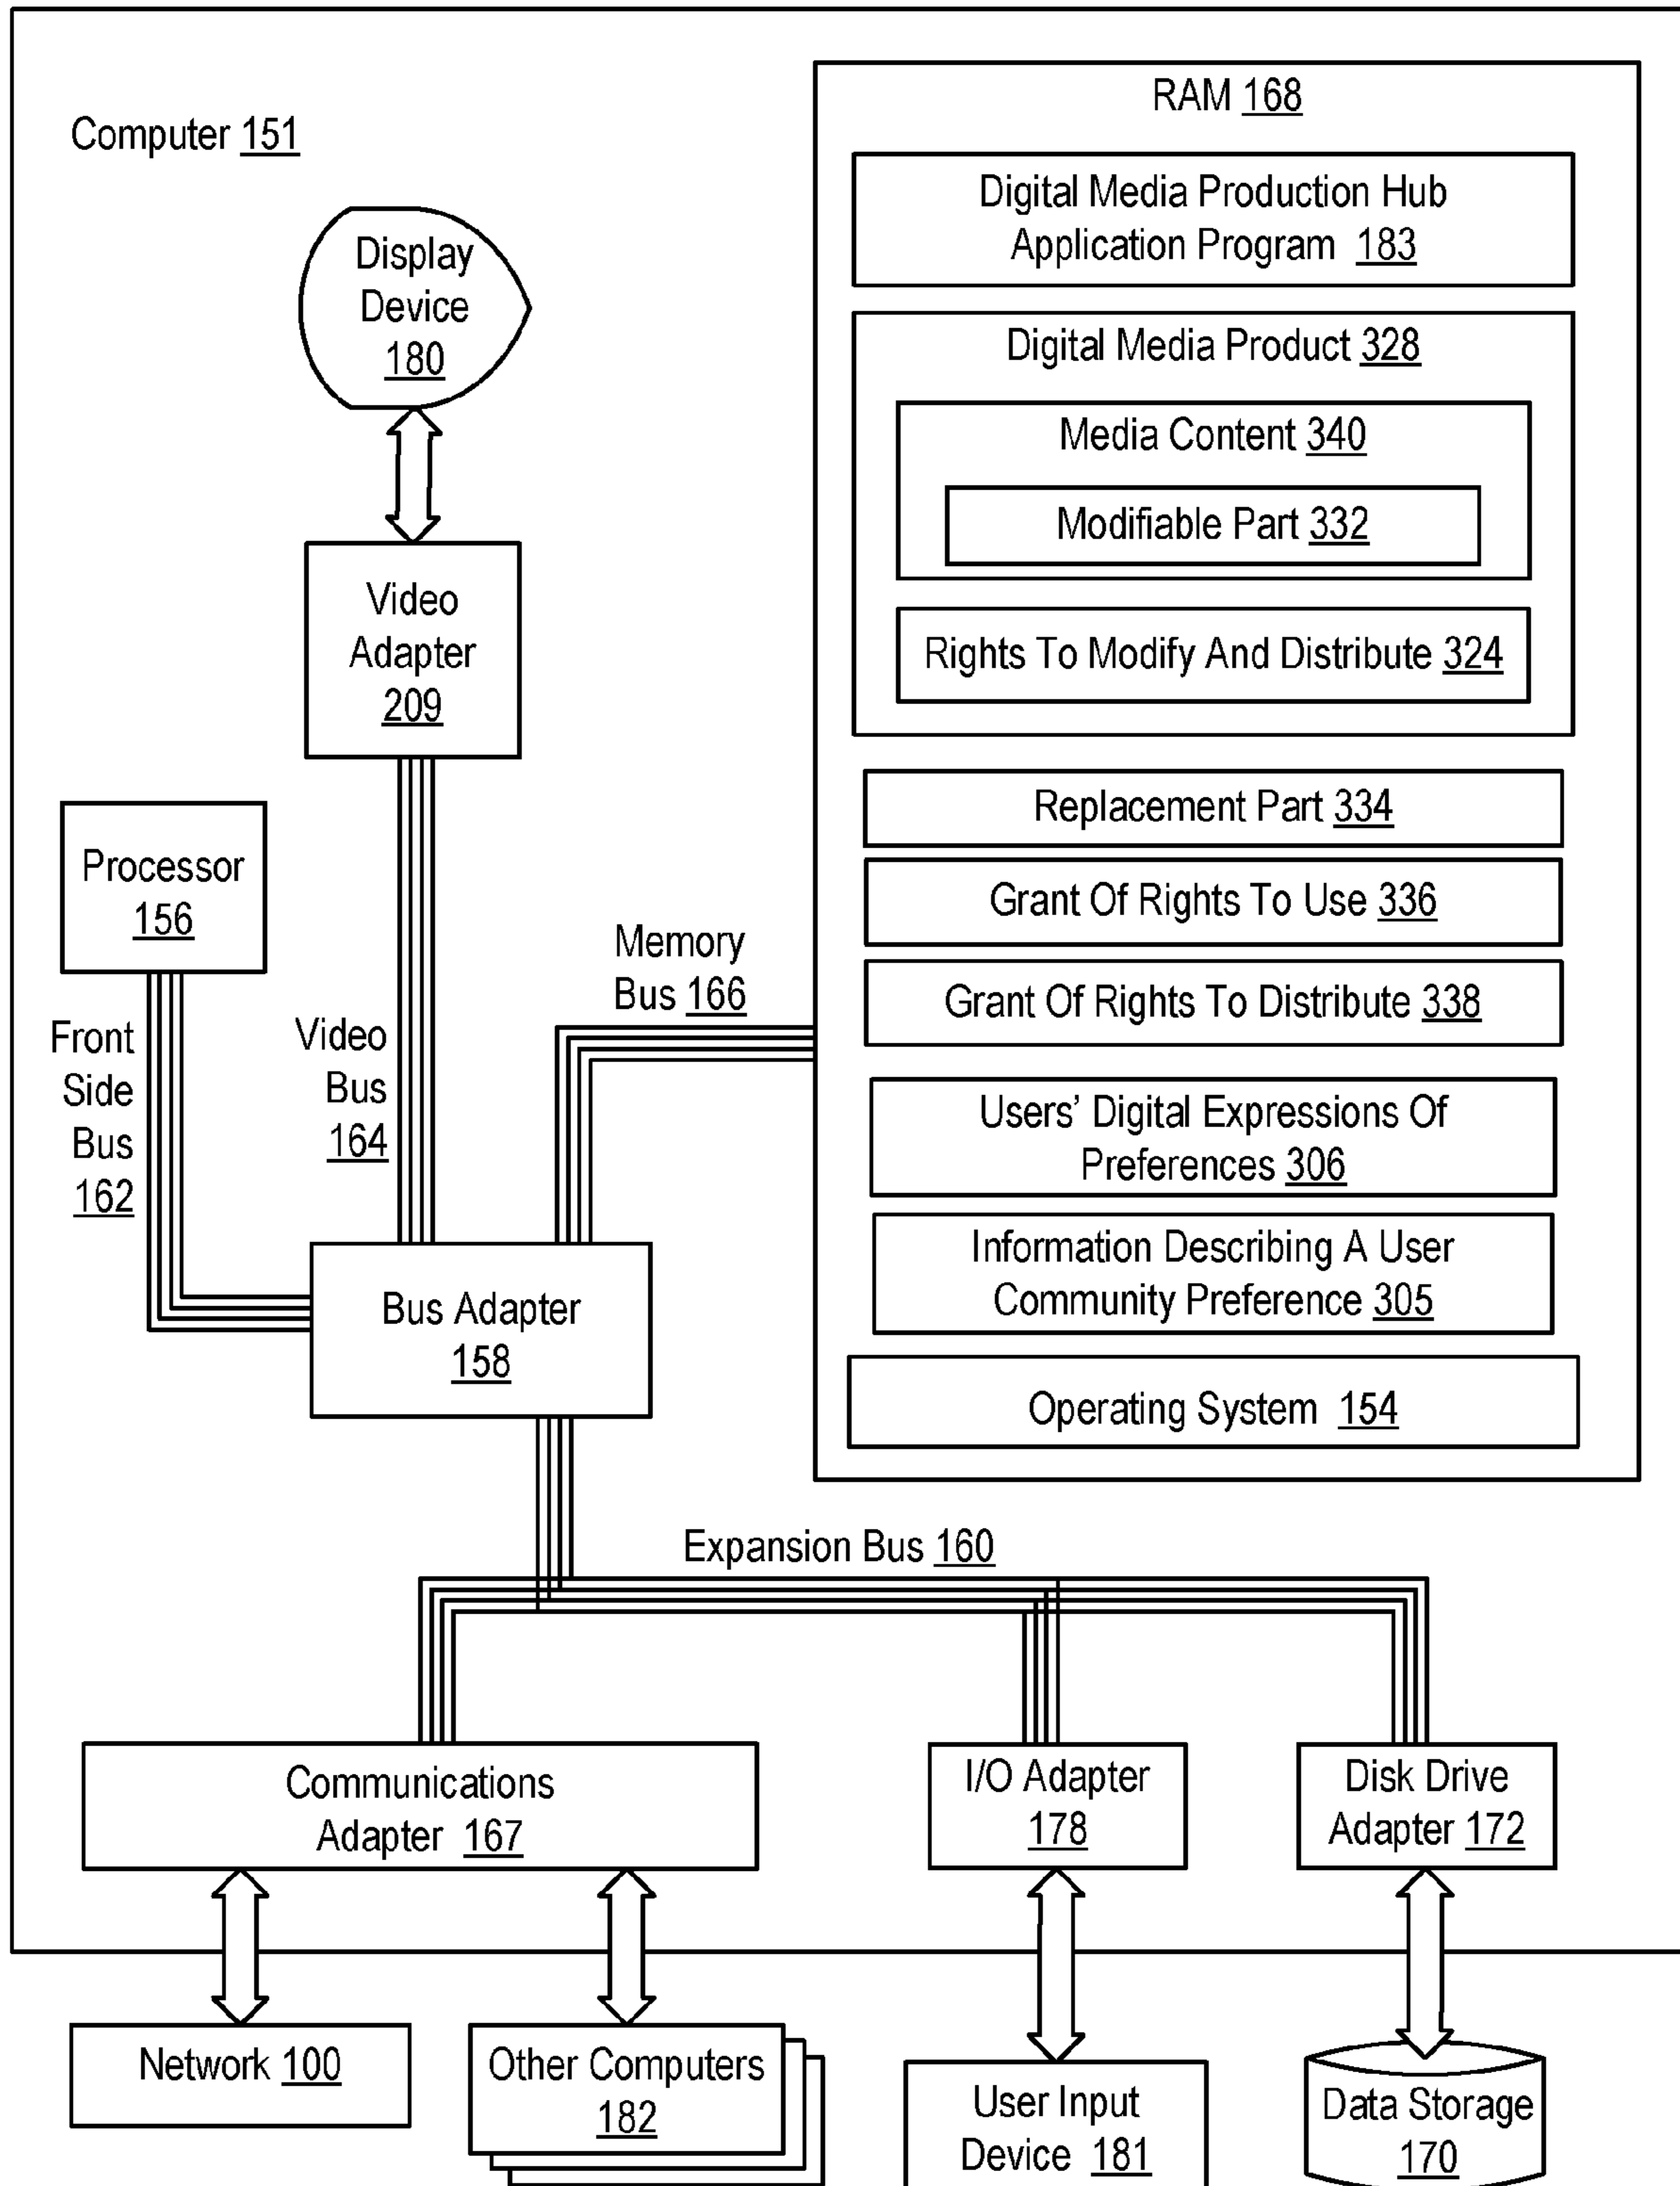 Computer 151
Display
Device
180
Video
Adapter
209
Processor
156
Front
Side
Bus
162
Video
Bus
164
Memory
Bus 166
Bus Adapter
158
RAM 168
Digital Media Production Hub
Application Program 183
Digital Media Product 328
Media Content 340
Modifiable Part 332
Rights To Modify And Distribute 324
Replacement Part 334
Grant Of Rights To Use 336
Grant Of Rights To Distribute 338
Users’ Digital Expressions Of
Preferences 306
Information Describing A User
Community Preference 305
Operating System 154
Expansion Bus 160
Communications
Adapter 167
I/O Adapter
178
Disk Drive
Adapter 172
Network 100
Other Computers
182
User Input
Device 181
Data Storage
170